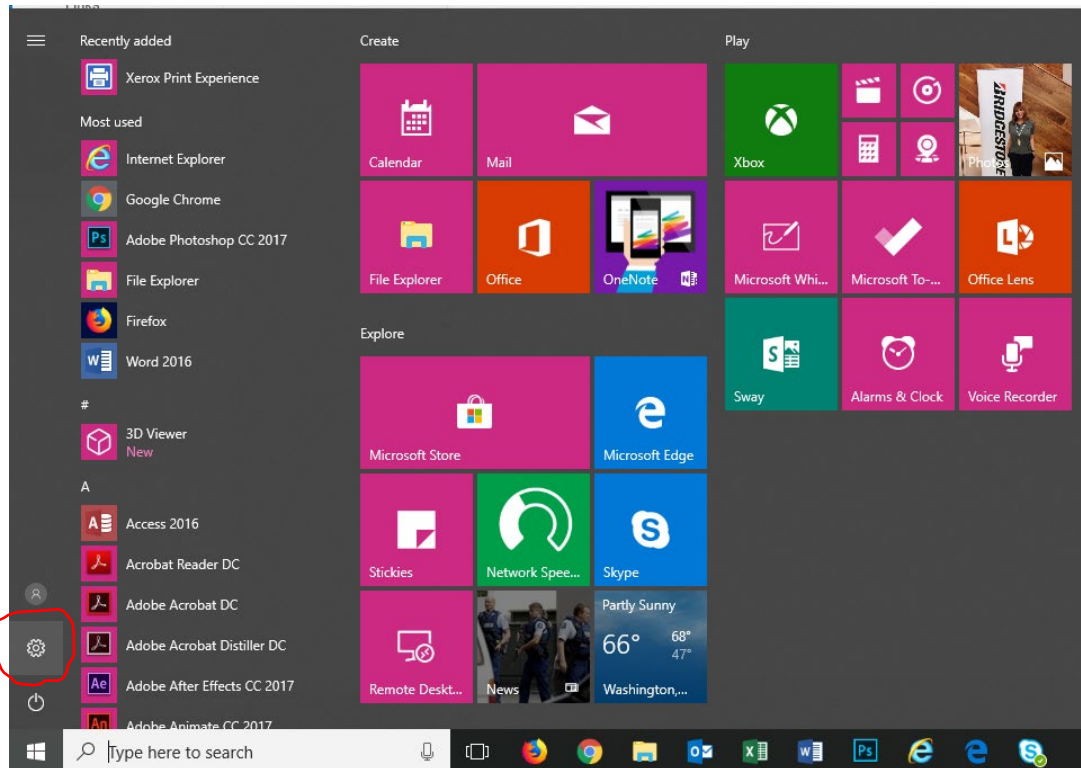 Recently added
Xerox Print Experience
Most used
Internet Explorer
Google Chrome
Adobe Photoshop CC 2017
File Explorer
Firefox
Word 2016
#
3D Viewer
New
A
Access 2016
Acrobat Reader DC
Adobe Acrobat DC
Adobe Acrobat Distiller DC
Adobe After Effects CC 2017
Adobe Animate CC 2017
Create
Calendar
Mail
File Explorer
Office
OneNote
Explore
Microsoft Store
Microsoft Edge
Stickies
Network Spee...
Skype
Remote Deskt...
News
Partly Sunny
66° 68°
47°
Washington,...
Play
Xbox
BRIDGESTONE
Photos
Microsoft Whi...
Microsoft To-...
Office Lens
Sway
Alarms & Clock
Voice Recorder
Type here to search